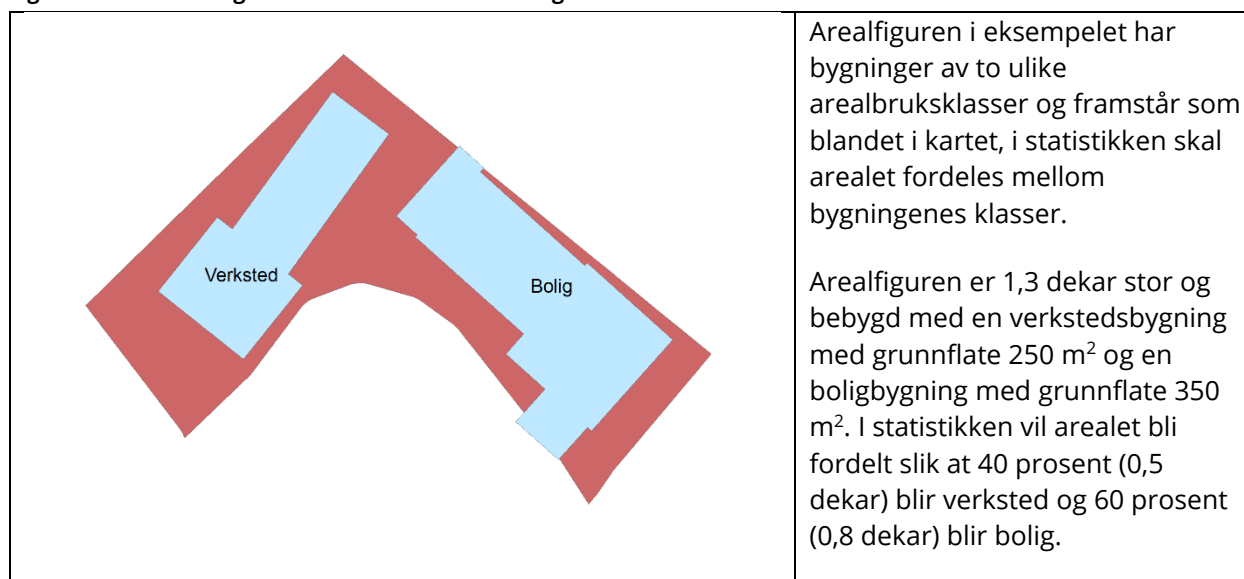 Verksted
Bolig
Arealfiguren i eksempelet har
bygninger av to ulike
arealbruksklasser og framstår som
blandet i kartet, i statistikken skal
arealet fordeles mellom
bygningenes klasser.
Arealfiguren er 1,3 dekar stor og
bebygd med en verkstedsbygning
med grunnflate 250 m² og en
boligbygning med grunnflate 350
m². I statistikken vil arealet bli
fordelt slik at 40 prosent (0,5
dekar) blir verksted og 60 prosent
(0,8 dekar) blir bolig.